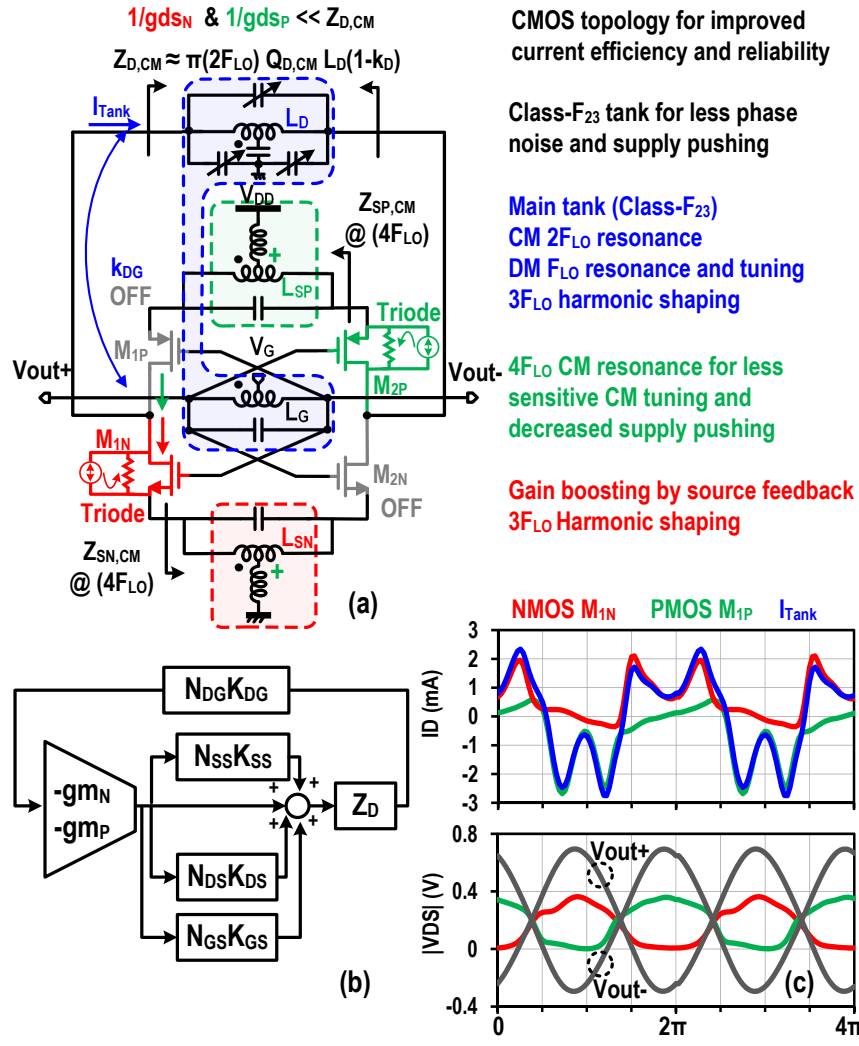 1/gdsN & 1/gdsP << ZD,CM
ZD,CM ≈ π(2FLO) QD,CM LD(1-kD)
ITank
LD
VDD
ZSP,CM
@ (4FLO)
+
LSP
kDG
OFF
Triode
M1P
VG
M2P
Vout+
Vout-
LG
M1N
M2N
Triode
OFF
LSN
ZSN,CM
@ (4FLO)
+
(a)
CMOS topology for improved
current efficiency and reliability
Class-F23 tank for less phase
noise and supply pushing
Main tank (Class-F23)
CM 2FLO resonance
DM FLO resonance and tuning
3FLO harmonic shaping
4FLO CM resonance for less
sensitive CM tuning and
decreased supply pushing
Gain boosting by source feedback
3FLO Harmonic shaping
NDGKDG
-gmN
-gmP
NSSKSS
+
+
+
+
ZD
NDSKDS
NGSKGS
(b)
NMOS M1N PMOS M1P ITank
ID (mA)
3
2
1
0
-1
-2
-3
|VDS| (V)
0.8
0.4
0
-0.4
Vout+
Vout-
(c)
0 2π 4π